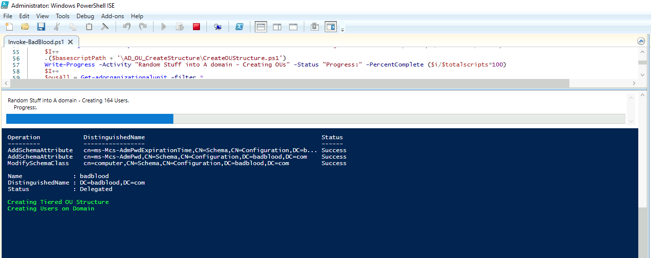 Administrator: Windows PowerShell ISE
File Edit View Tools Debug Add-ons Help
Invoke-BadBlood.ps1 X
55 $I++
56 .($basescriptPath + '\AD_OU_CreateStructure\CreateOUStructure.ps1')
57 Write-Progress -Activity "Random Stuff into A domain - Creating OUs" -Status "Progress:" -PercentComplete ($i/$totalscripts*100)
58 $I++
59 $ousAll = Get-adorganizationalunit -filter *
Random Stuff into A domain - Creating 164 Users.
Progress:
Operation DistinguishedName Status
--------- ----------------- ------
AddSchemaAttribute cn=ms-Mcs-AdmPwdExpirationTime,CN=Schema,CN=Configuration,DC=b... Success
AddSchemaAttribute cn=ms-Mcs-AdmPwd,CN=Schema,CN=Configuration,DC=badblood,DC=com Success
ModifySchemaClass cn=computer,CN=Schema,CN=Configuration,DC=badblood,DC=com Success
Name : badblood
DistinguishedName : DC=badblood,DC=com
Status : Delegated
Creating Tiered OU Structure
Creating Users on Domain